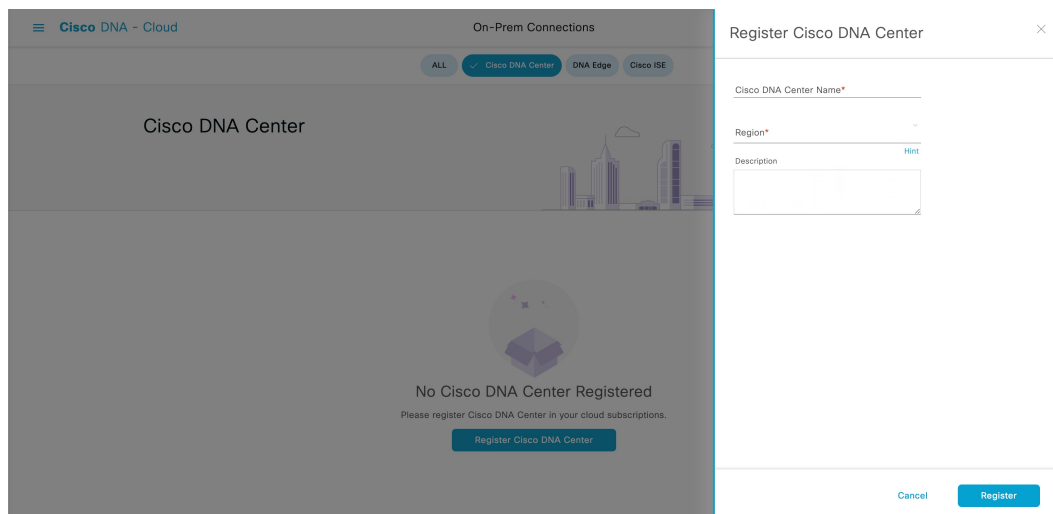 Cisco DNA - Cloud
On-Prem Connections
ALL
Cisco DNA Center
DNA Edge
Cisco ISE
Cisco DNA Center
No Cisco DNA Center Registered
Please register Cisco DNA Center in your cloud subscriptions.
Register Cisco DNA Center
Register Cisco DNA Center
Cisco DNA Center Name*
Region*
Hint
Description
Cancel
Register